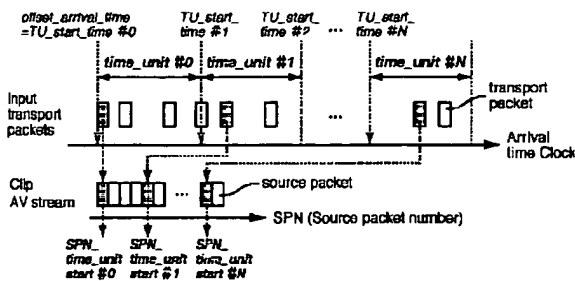 offset_arrival_time
=TU_start_time #0
TU_start_
time #1
TU_start_
time #2
...
TU_start_
time #N
time_unit #0
time_unit #1
time_unit #N
Input
transport
packets
...
transport
packet
Arrival
time Clock
Clip
AV stream
...
source packet
SPN (Source packet number)
SPN_
time_unit
start #0
SPN_
time_unit
start #1
SPN_
time_unit
start #N